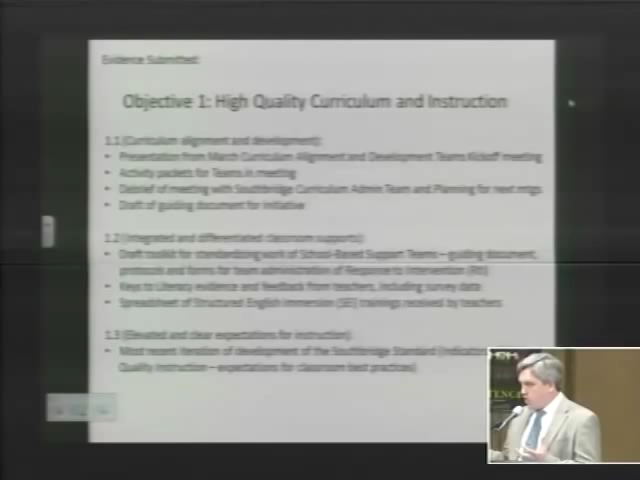 Evidence Submitted:
Objective 1: High Quality Curriculum and Instruction
1.1 (Curriculum alignment and development):
• Presentation from March Curriculum Alignment and Development Teams Kickoff meeting
• Activity packets for Teams in meeting
• Debrief of meeting with Southbridge Curriculum Admin Team and Planning for next mtgs
• Draft of guiding document for initiative
1.2 (Integrated and differentiated classroom supports):
• Draft toolkit for standardizing work of School-Based Support Teams – guiding document,
protocols and forms for team administration of Response to Intervention (RtI)
• Keys to Literacy evidence and feedback from teachers, including survey data
• Spreadsheet of Structured English Immersion (SEI) trainings received by teachers
1.3 (Elevated and clear expectations for instruction):
• Most recent iteration of development of the Southbridge Standard (Indicators
Quality Instruction – expectations for classroom best practices)